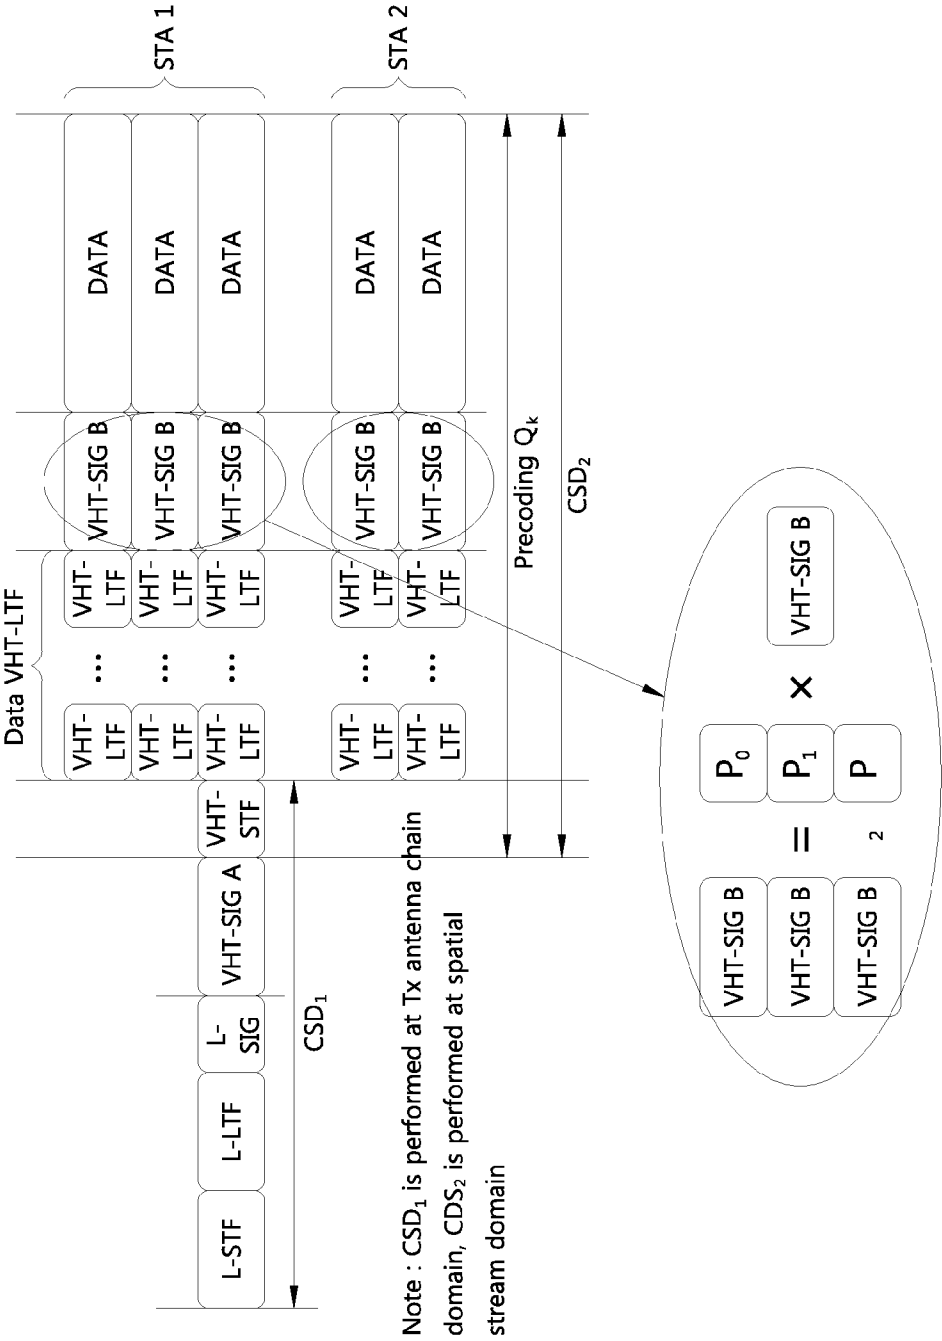 Data VHT-LTF
VHT-
LTF
...
VHT-
LTF
VHT-SIG B
DATA
VHT-
LTF
...
VHT-
LTF
VHT-SIG B
DATA
STA 1
L-STF
L-LTF
L-
SIG
VHT-SIG A
VHT-
STF
VHT-
LTF
...
VHT-
LTF
VHT-SIG B
DATA
CSD1
VHT-
LTF
...
VHT-
LTF
VHT-SIG B
DATA
VHT-
LTF
...
VHT-
LTF
VHT-SIG B
DATA
STA 2
Precoding Qk
CSD2
Note : CSD1 is performed at Tx antenna chain
domain, CDS2 is performed at spatial
stream domain
VHT-SIG B
VHT-SIG B
VHT-SIG B
=
P0
P1
P
2
×
VHT-SIG B